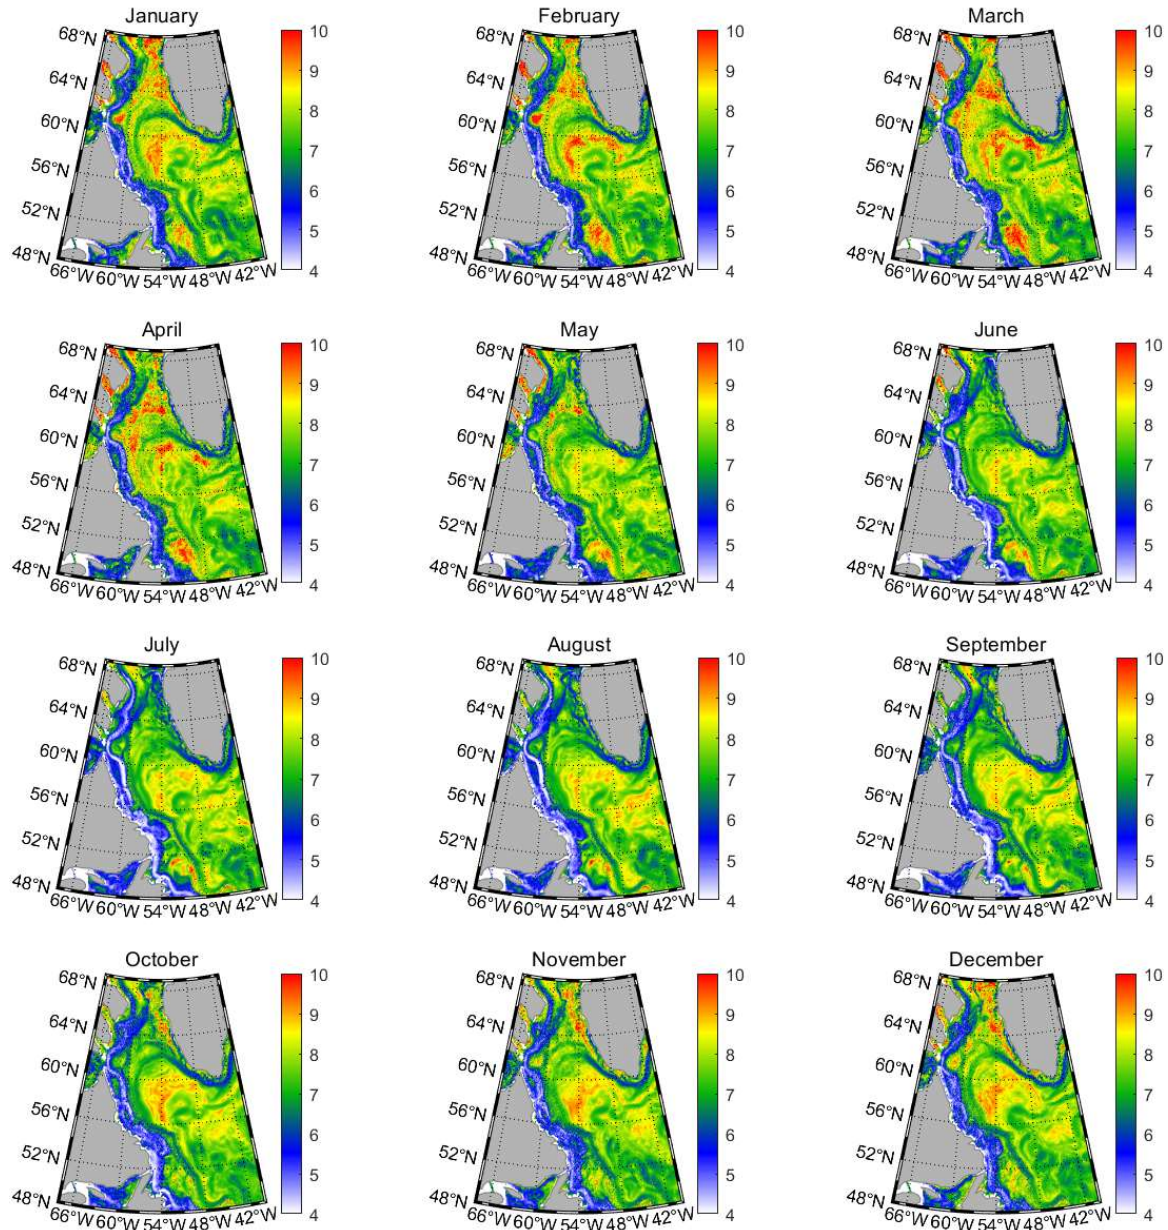 January February March
68°N 10 68°N 10 68°N 10
9 9 9
64°N 64°N 64°N
8 8 8
60°N 60°N 60°N
7 7 7
56°N 56°N 56°N
6 6 6
52°N 52°N 52°N
5 5 5
48°N 48°N 48°N
66°W 60°W 54°W 48°W 42°W 4 66°W 60°W 54°W 48°W 42°W 4 66°W 60°W 54°W 48°W 42°W 4
April May June
68°N 10 68°N 10 68°N 10
9 9 9
64°N 64°N 64°N
8 8 8
60°N 60°N 60°N
7 7 7
56°N 56°N 56°N
6 6 6
52°N 52°N 52°N
5 5 5
48°N 48°N 48°N
66°W 60°W 54°W 48°W 42°W 4 66°W 60°W 54°W 48°W 42°W 4 66°W 60°W 54°W 48°W 42°W 4
July August September
68°N 10 68°N 10 68°N 10
9 9 9
64°N 64°N 64°N
8 8 8
60°N 60°N 60°N
7 7 7
56°N 56°N 56°N
6 6 6
52°N 52°N 52°N
5 5 5
48°N 48°N 48°N
66°W 60°W 54°W 48°W 42°W 4 66°W 60°W 54°W 48°W 42°W 4 66°W 60°W 54°W 48°W 42°W 4
October November December
68°N 10 68°N 10 68°N 10
9 9 9
64°N 64°N 64°N
8 8 8
60°N 60°N 60°N
7 7 7
56°N 56°N 56°N
6 6 6
52°N 52°N 52°N
5 5 5
48°N 48°N 48°N
66°W 60°W 54°W 48°W 42°W 4 66°W 60°W 54°W 48°W 42°W 4 66°W 60°W 54°W 48°W 42°W 4